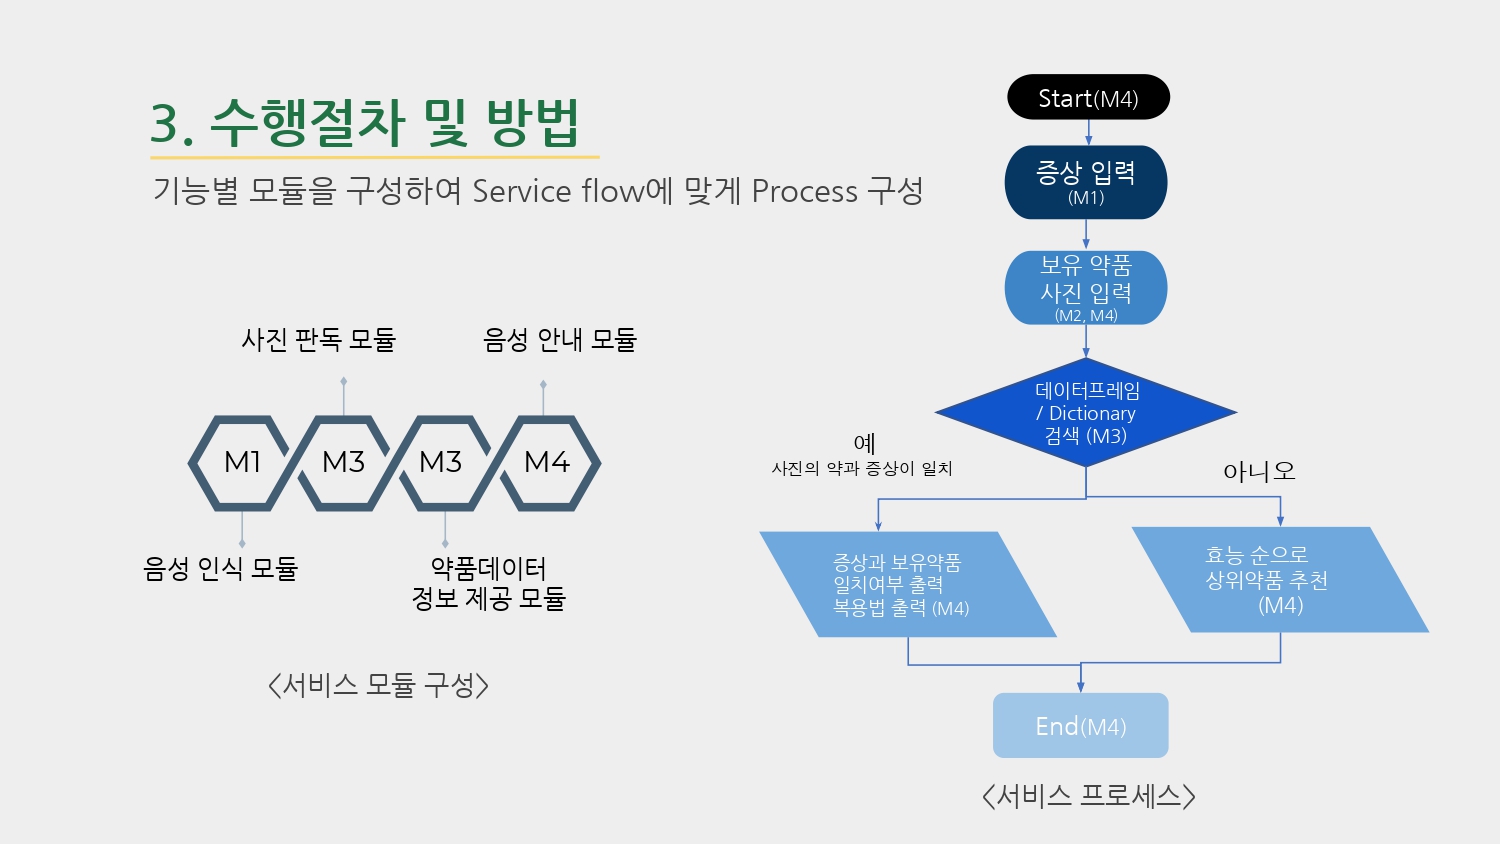 3. 수행절차 및 방법
기능별 모듈을 구성하여 Service flow에 맞게 Process 구성
사진 판독 모듈
음성 안내 모듈
M1
M3
M3
M4
음성 인식 모듈
약품데이터
정보 제공 모듈
<서비스 모듈 구성>
Start(M4)
증상 입력
(M1)
보유 약품
사진 입력
(M2, M4)
데이터프레임
/ Dictionary
검색 (M3)
예
사진의 약과 증상이 일치
아니오
증상과 보유약품
일치여부 출력
복용법 출력 (M4)
효능 순으로
상위약품 추천
(M4)
End(M4)
<서비스 프로세스>